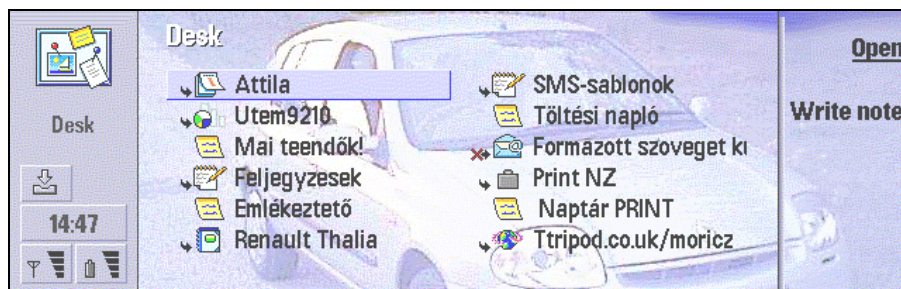 Desk
Open
Attila
SMS-sablonok
Utem9210
Töltési napló
Write note
Desk
Mai teendők!
Formazott szoveget kı
Feljegyzesek
Print NZ
14:47
Emlékeztető
Naptár PRINT
Renault Thalia
Ttripod.co.uk/moricz